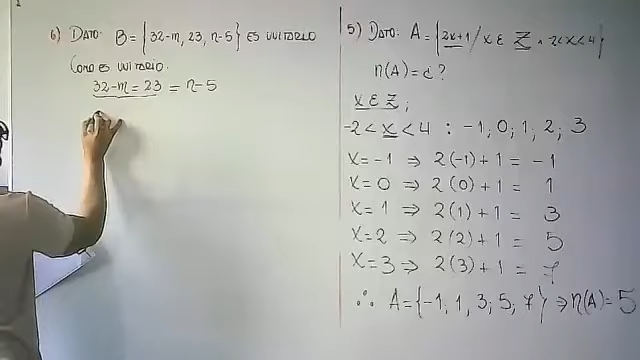 6) DATO: B = {32-m, 23, n-5} ES UNITARIO
COMO ES UNITARIO:
32-m = 23 = n-5
5) DATO: A = {2x+1 / x ∈ Z ∧ -2<x<4}
n(A) = ¿?
x ∈ Z;
-2 < x < 4 : -1, 0; 1, 2, 3
x = -1 ⇒ 2(-1)+1 = -1
x = 0 ⇒ 2(0)+1 = 1
x = 1 ⇒ 2(1)+1 = 3
x = 2 ⇒ 2(2)+1 = 5
x = 3 ⇒ 2(3)+1 = 7
∴ A = {-1, 1, 3; 5, 7} ⇒ n(A) = 5